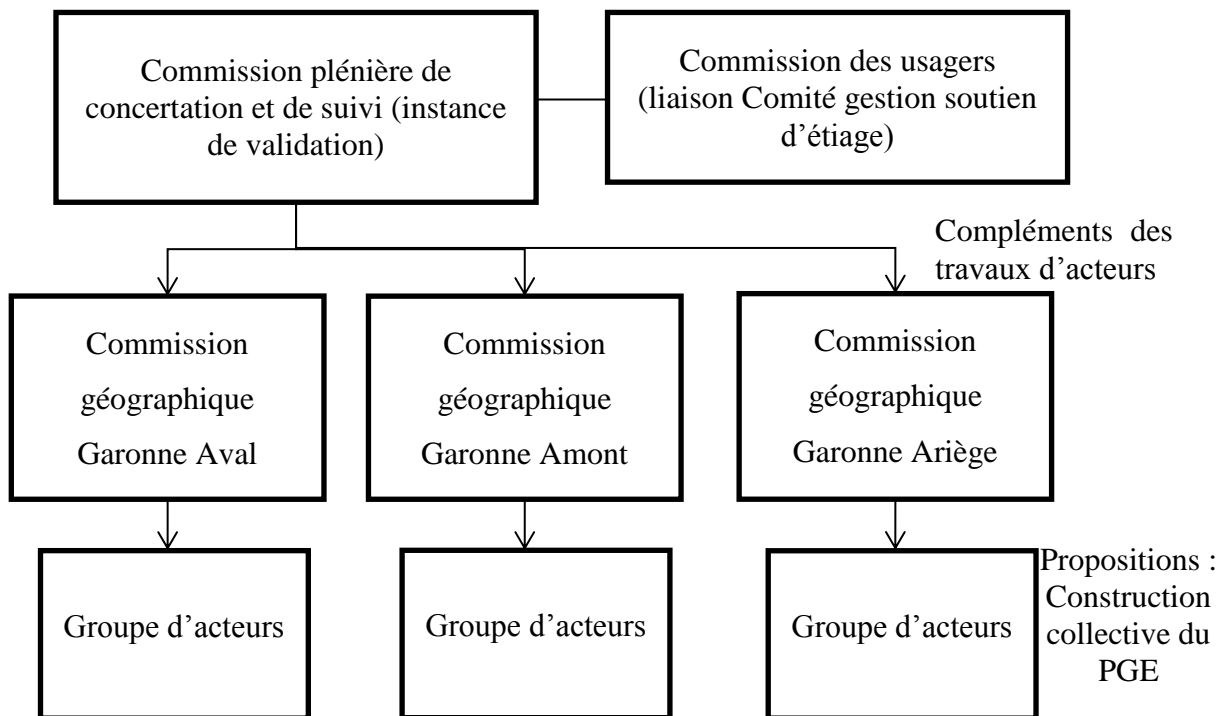 Commission plénière de
concertation et de suivi (instance
de validation)
Commission des usagers
(liaison Comité gestion soutien
d’étiage)
Compléments des
travaux d’acteurs
Commission
géographique
Garonne Aval
Commission
géographique
Garonne Amont
Commission
géographique
Garonne Ariège
Groupe d’acteurs
Groupe d’acteurs
Groupe d’acteurs
Propositions :
Construction
collective du
PGE